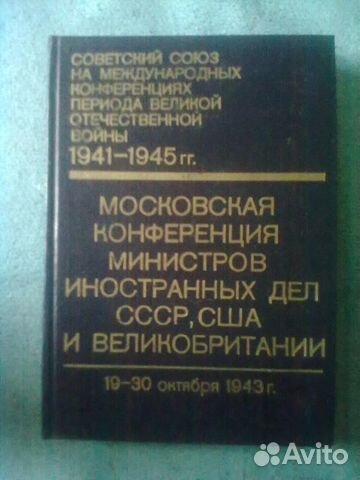 СОВЕТСКИЙ СОЮЗ
НА МЕЖДУНАРОДНЫХ
КОНФЕРЕНЦИЯХ
ПЕРИОДА ВЕЛИКОЙ
ОТЕЧЕСТВЕННОЙ
ВОЙНЫ
1941–1945 гг.
МОСКОВСКАЯ
КОНФЕРЕНЦИЯ
МИНИСТРОВ
ИНОСТРАННЫХ ДЕЛ
СССР, США
И ВЕЛИКОБРИТАНИИ
19–30 октября 1943 г.
Avito